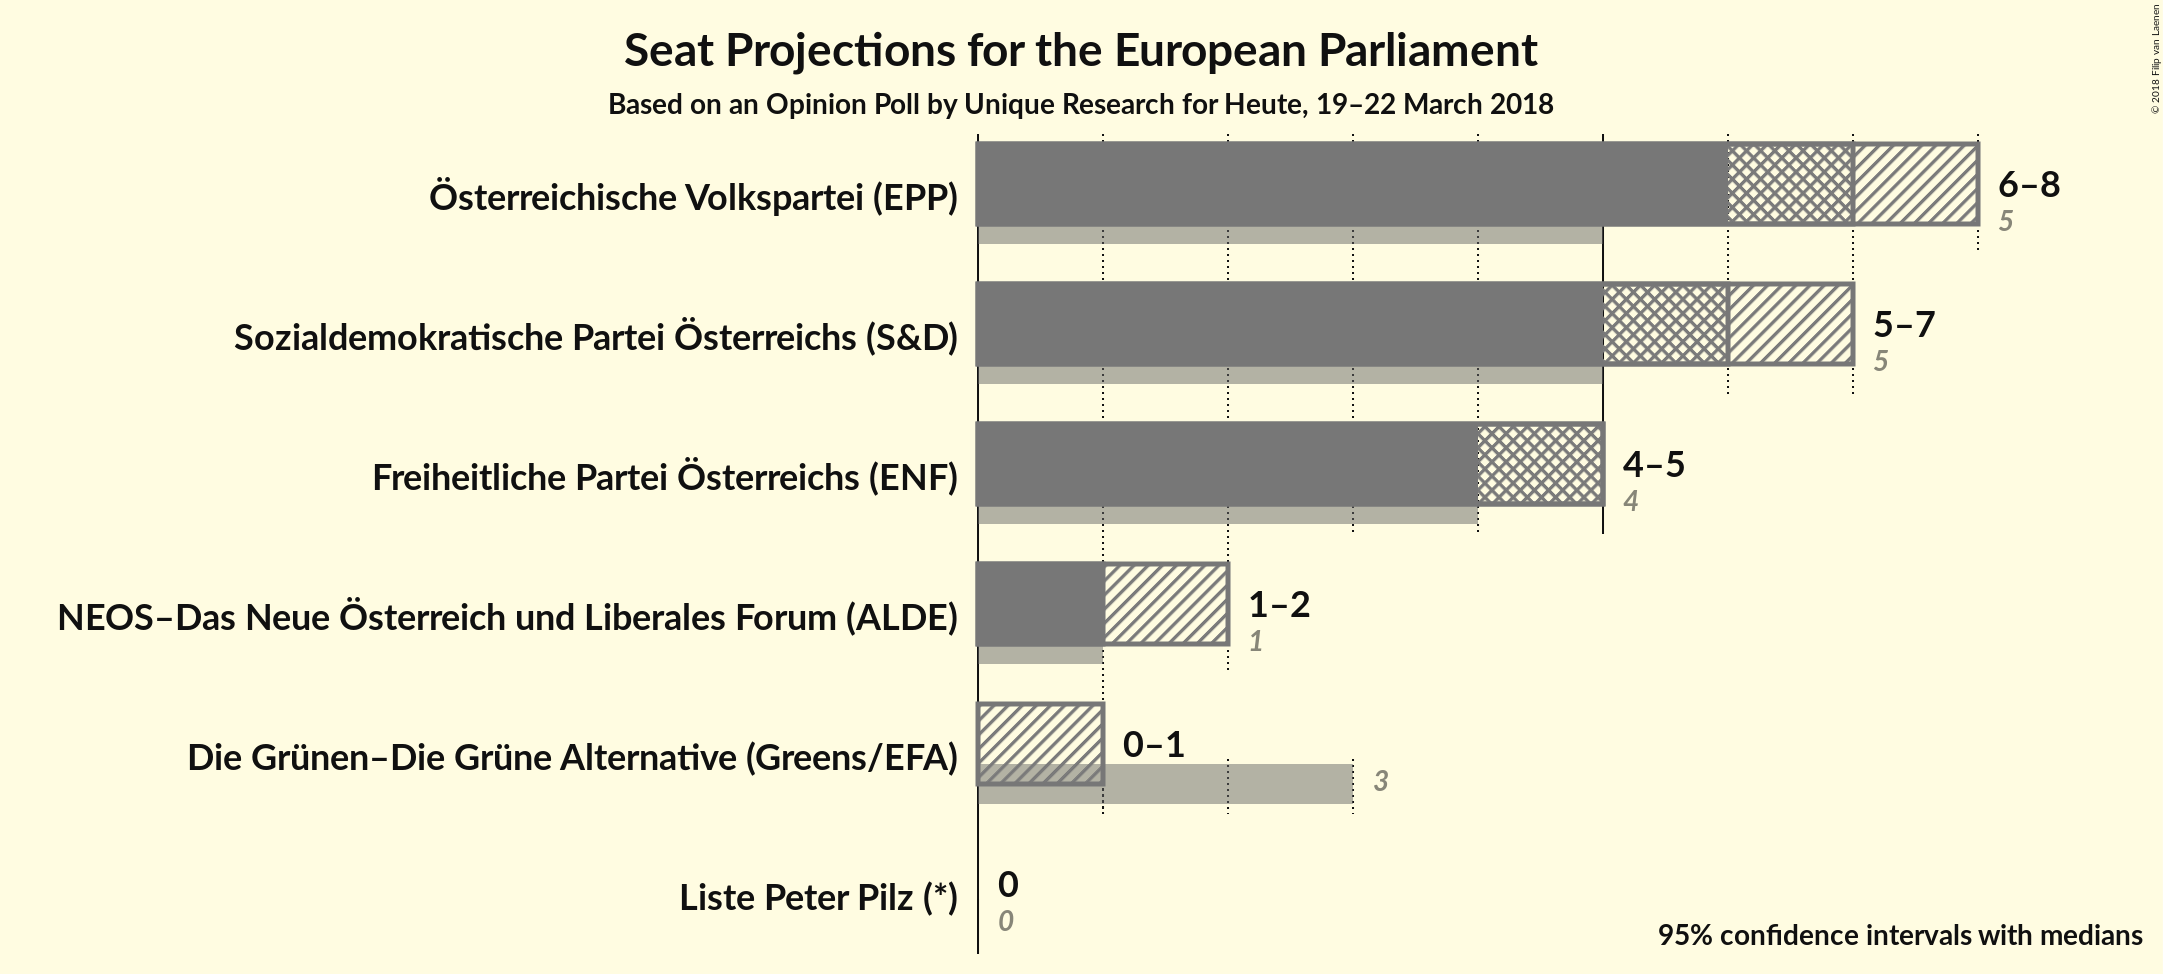 Seat Projections for the European Parliament
Based on an Opinion Poll by Unique Research for Heute, 19–22 March 2018
© 2018 Filip van Laenen
Österreichische Volkspartei (EPP)
6–8
5
Sozialdemokratische Partei Österreichs (S&D)
5–7
5
Freiheitliche Partei Österreichs (ENF)
4–5
4
NEOS–Das Neue Österreich und Liberales Forum (ALDE)
1–2
1
Die Grünen–Die Grüne Alternative (Greens/EFA)
0–1
3
Liste Peter Pilz (*)
0
0
95% confidence intervals with medians